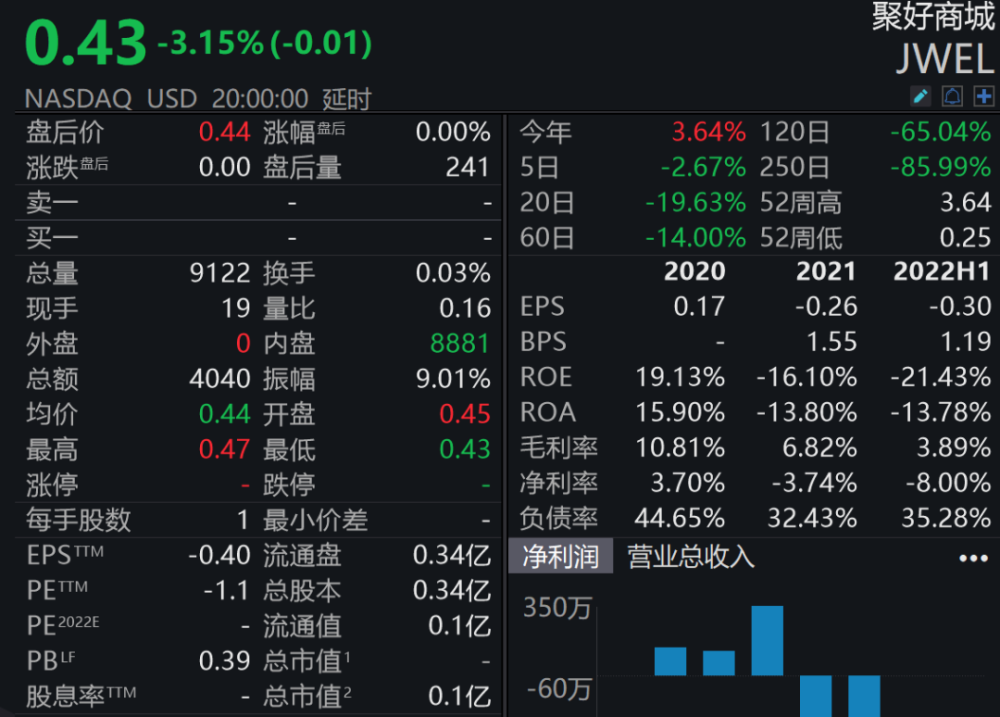 0.43 -3.15% (-0.01)
聚好商城
JWEL
NASDAQ USD 20:00:00 延时
盘后价 0.44 涨幅盘后 0.00%
涨跌盘后 0.00 盘后量 241
卖一 - -
买一 - -
总量 9122 换手 0.03%
现手 19 量比 0.16
外盘 0 内盘 8881
总额 4040 振幅 9.01%
均价 0.44 开盘 0.45
最高 0.47 最低 0.43
涨停 - 跌停 -
每手股数 1 最小价差 -
EPS TTM -0.40 流通盘 0.34亿
PE TTM -1.1 总股本 0.34亿
PE 2022E - 流通值 0.1亿
PB LF 0.39 总市值1 -
股息率TTM - 总市值2 0.1亿
今年 3.64% 120日 -65.04%
5日 -2.67% 250日 -85.99%
20日 -19.63% 52周高 3.64
60日 -14.00% 52周低 0.25
2020 2021 2022H1
EPS 0.17 -0.26 -0.30
BPS - 1.55 1.19
ROE 19.13% -16.10% -21.43%
ROA 15.90% -13.80% -13.78%
毛利率 10.81% 6.82% 3.89%
净利率 3.70% -3.74% -8.00%
负债率 44.65% 32.43% 35.28%
净利润 营业总收入
350万
-60万